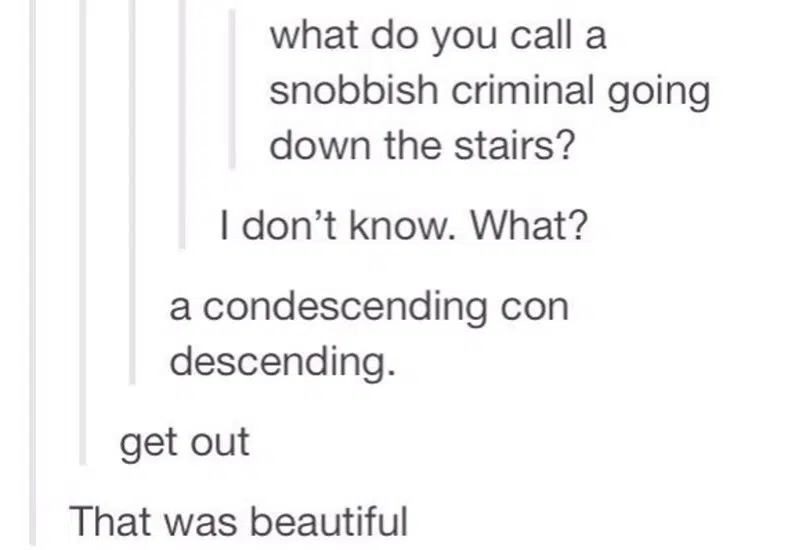 what do you call a
snobbish criminal going
down the stairs?
I don’t know. What?
a condescending con
descending.
get out
That was beautiful